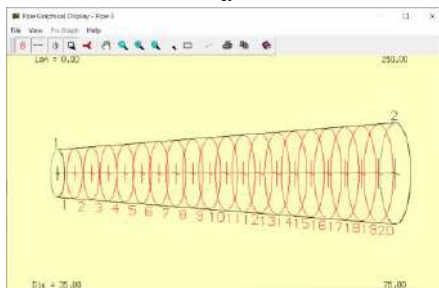 Pipe Graphical Display - Pipe 3
File View Fix Graph Help
Len = 0.00 250.00
1 2
1 2 3 4 5 6 7 8 9 10 11 12 13 14 15 16 17 18 19 20
Dia = 35.00 75.00